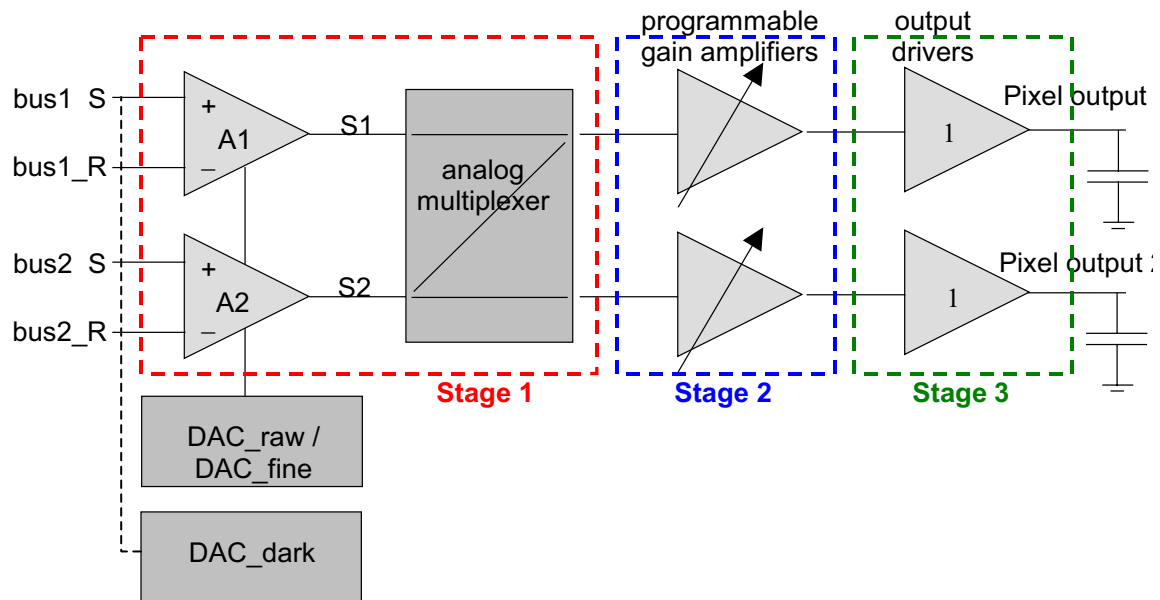 programmable
gain amplifiers
output
drivers
bus1 S
+
A1
–
bus1_R
S1
analog
multiplexer
1
Pixel output
bus2 S
+
A2
–
bus2_R
S2
1
Pixel output 2
Stage 1
Stage 2
Stage 3
DAC_raw /
DAC_fine
DAC_dark